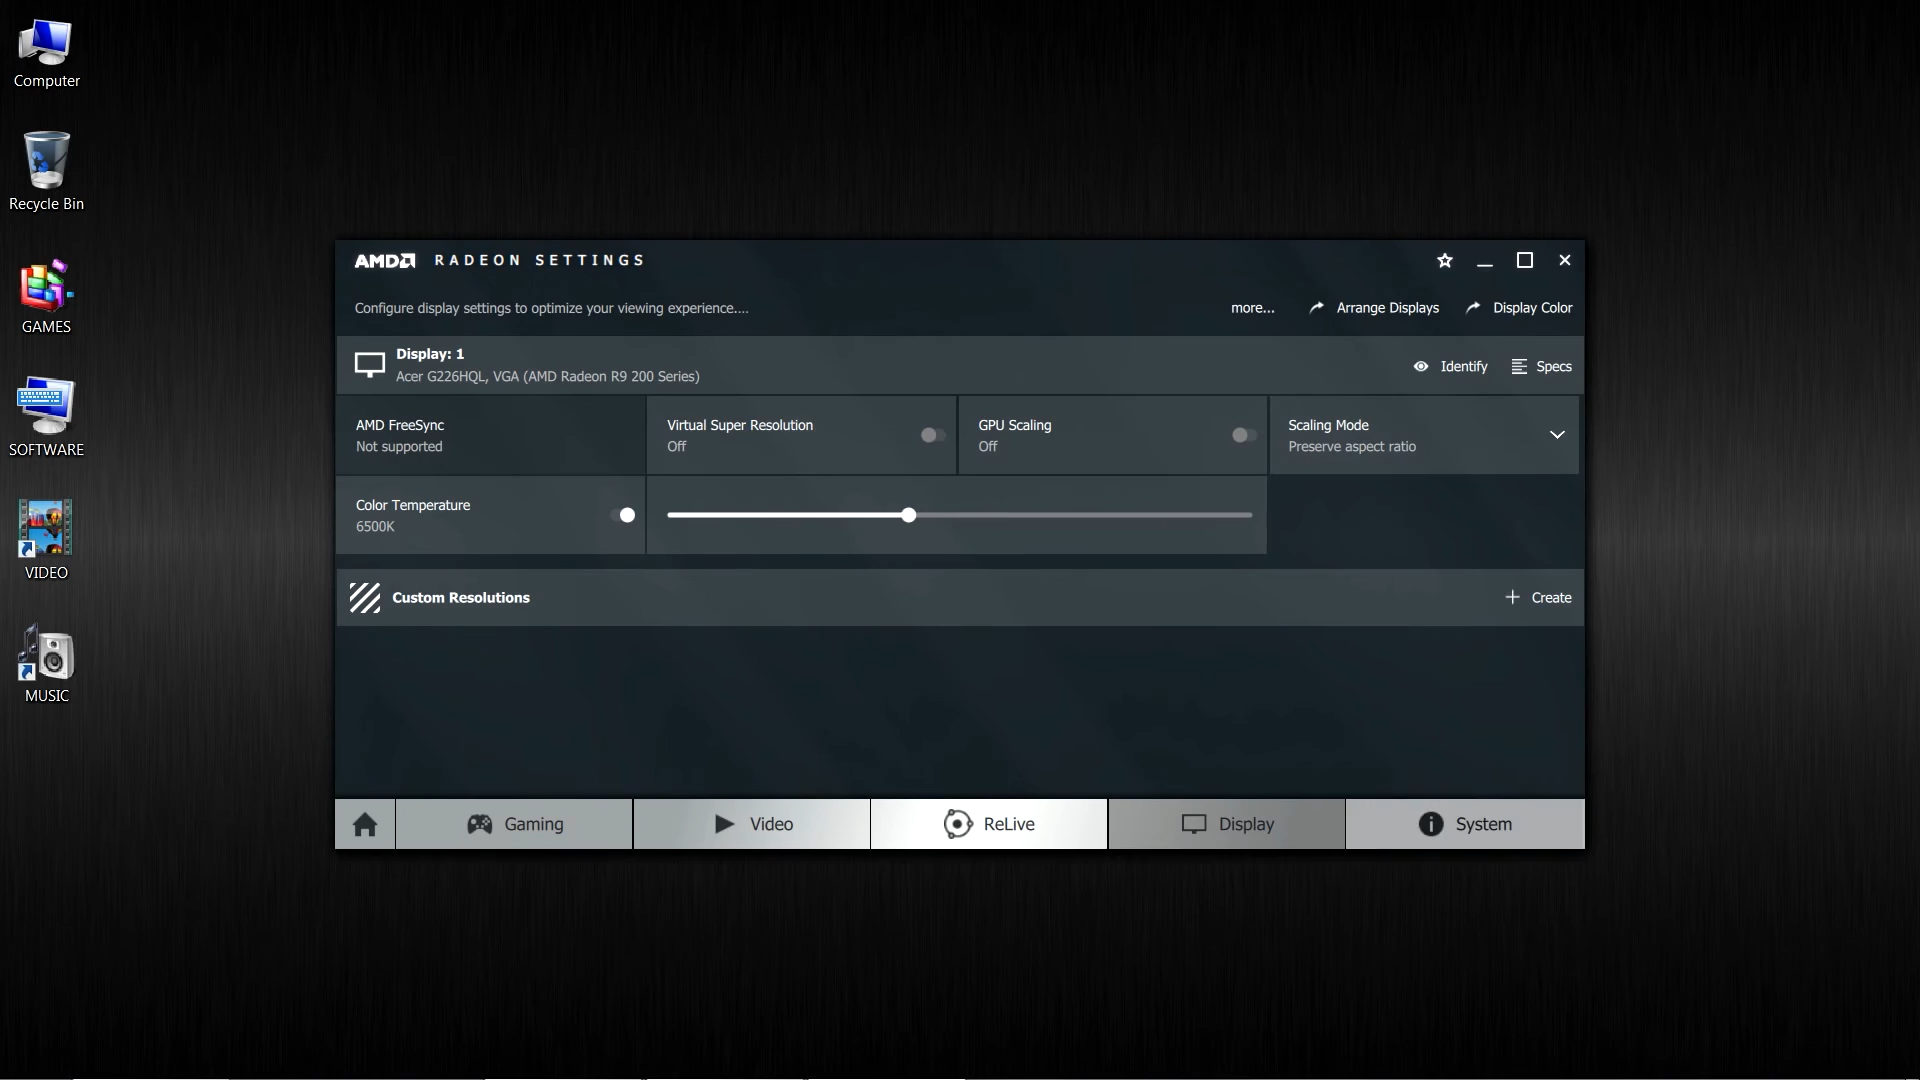 Computer
Recycle Bin
GAMES
SOFTWARE
VIDEO
MUSIC
AMD RADEON SETTINGS
Configure display settings to optimize your viewing experience....
more...
Arrange Displays
Display Color
Display: 1
Acer G226HQL, VGA (AMD Radeon R9 200 Series)
Identify
Specs
AMD FreeSync
Not supported
Virtual Super Resolution
Off
GPU Scaling
Off
Scaling Mode
Preserve aspect ratio
Color Temperature
6500K
Custom Resolutions
Create
Gaming
Video
ReLive
Display
System